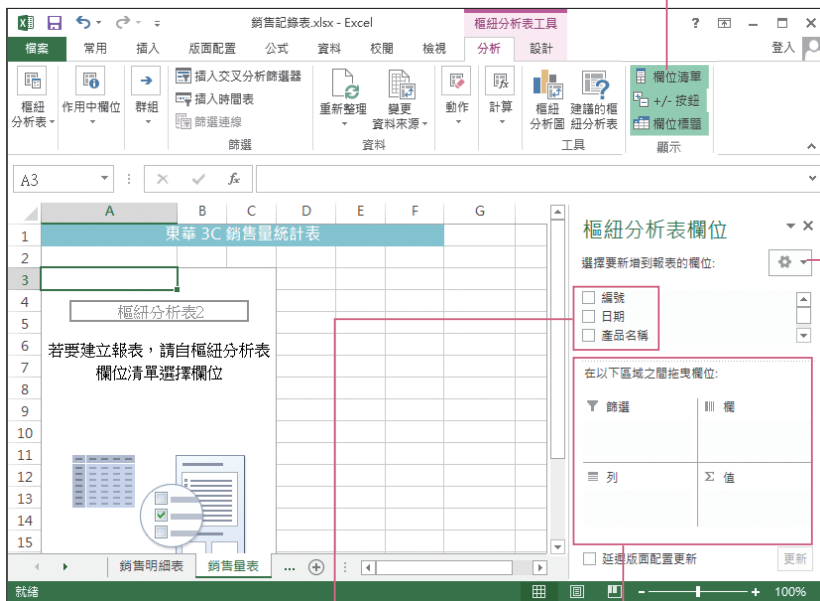 銷售記錄表.xlsx - Excel
樞紐分析表工具
?
檔案 常用 插入 版面配置 公式 資料 校閱 檢視 分析 設計 登入
樞紐分析表
作用中欄位
群組
插入交叉分析篩選器
插入時間表
篩選連線
篩選
重新整理
變更資料來源
資料
動作
計算
樞紐分析圖
建議的樞紐分析表
工具
欄位清單
+/- 按鈕
欄位標題
顯示
A3
fx
A B C D E F G
1 東華 3C 銷售量統計表
2
3
4
樞紐分析表2
5
6
若要建立報表，請自樞紐分析表
7
欄位清單選擇欄位
8
9
10
11
12
13
14
15
樞紐分析表欄位
選擇要新增到報表的欄位:
編號
日期
產品名稱
在以下區域之間拖曳欄位:
篩選
欄
列
Σ 值
延遲版面配置更新
更新
銷售明細表 銷售量表 ...
就緒
100%